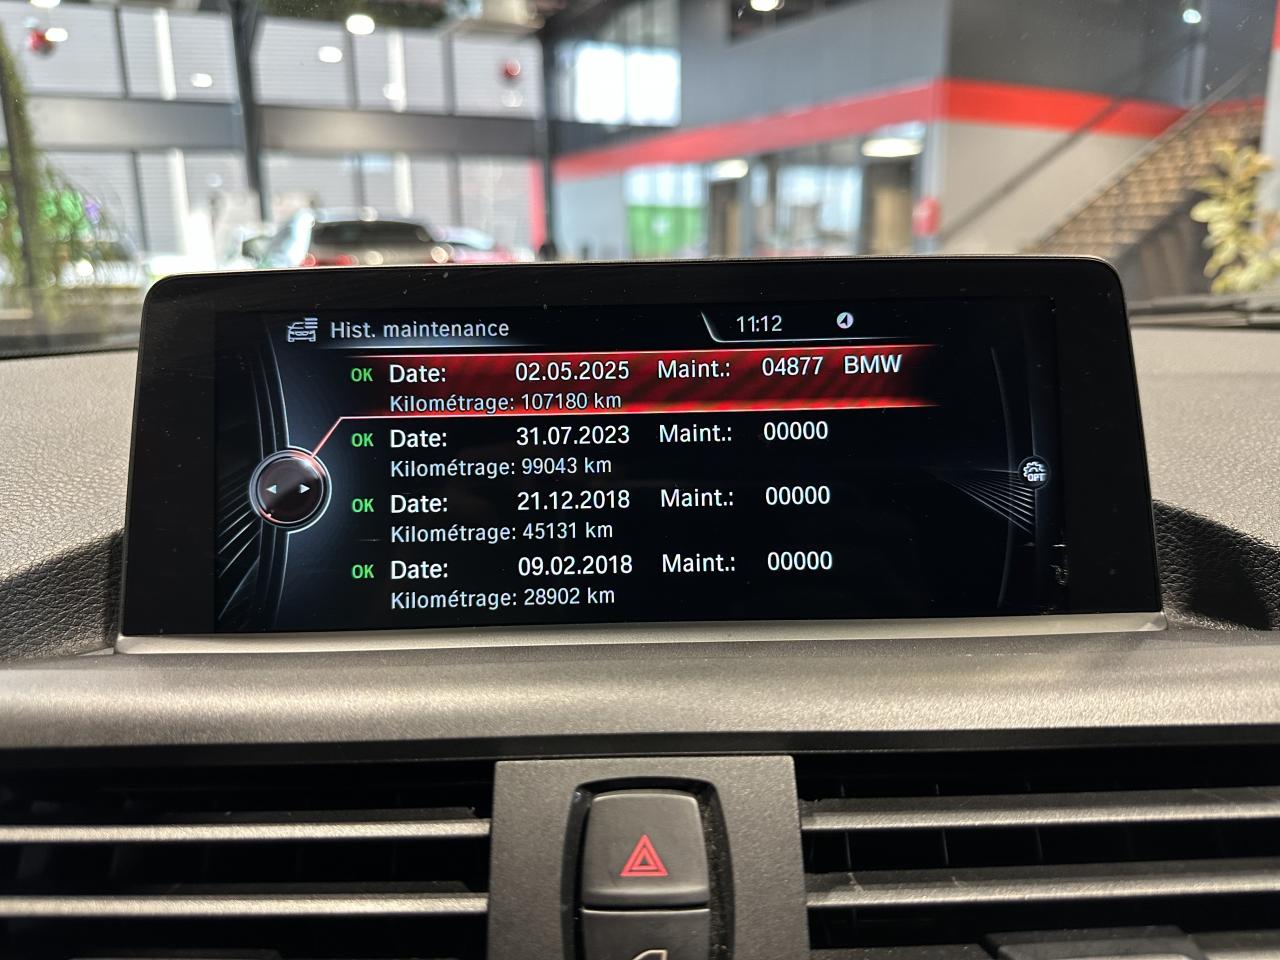 Hist. maintenance 11:12
OK Date: 02.05.2025 Maint.: 04877 BMW
Kilométrage: 107180 km
OK Date: 31.07.2023 Maint.: 00000
Kilométrage: 99043 km
OK Date: 21.12.2018 Maint.: 00000
Kilométrage: 45131 km
OK Date: 09.02.2018 Maint.: 00000
Kilométrage: 28902 km
OPT